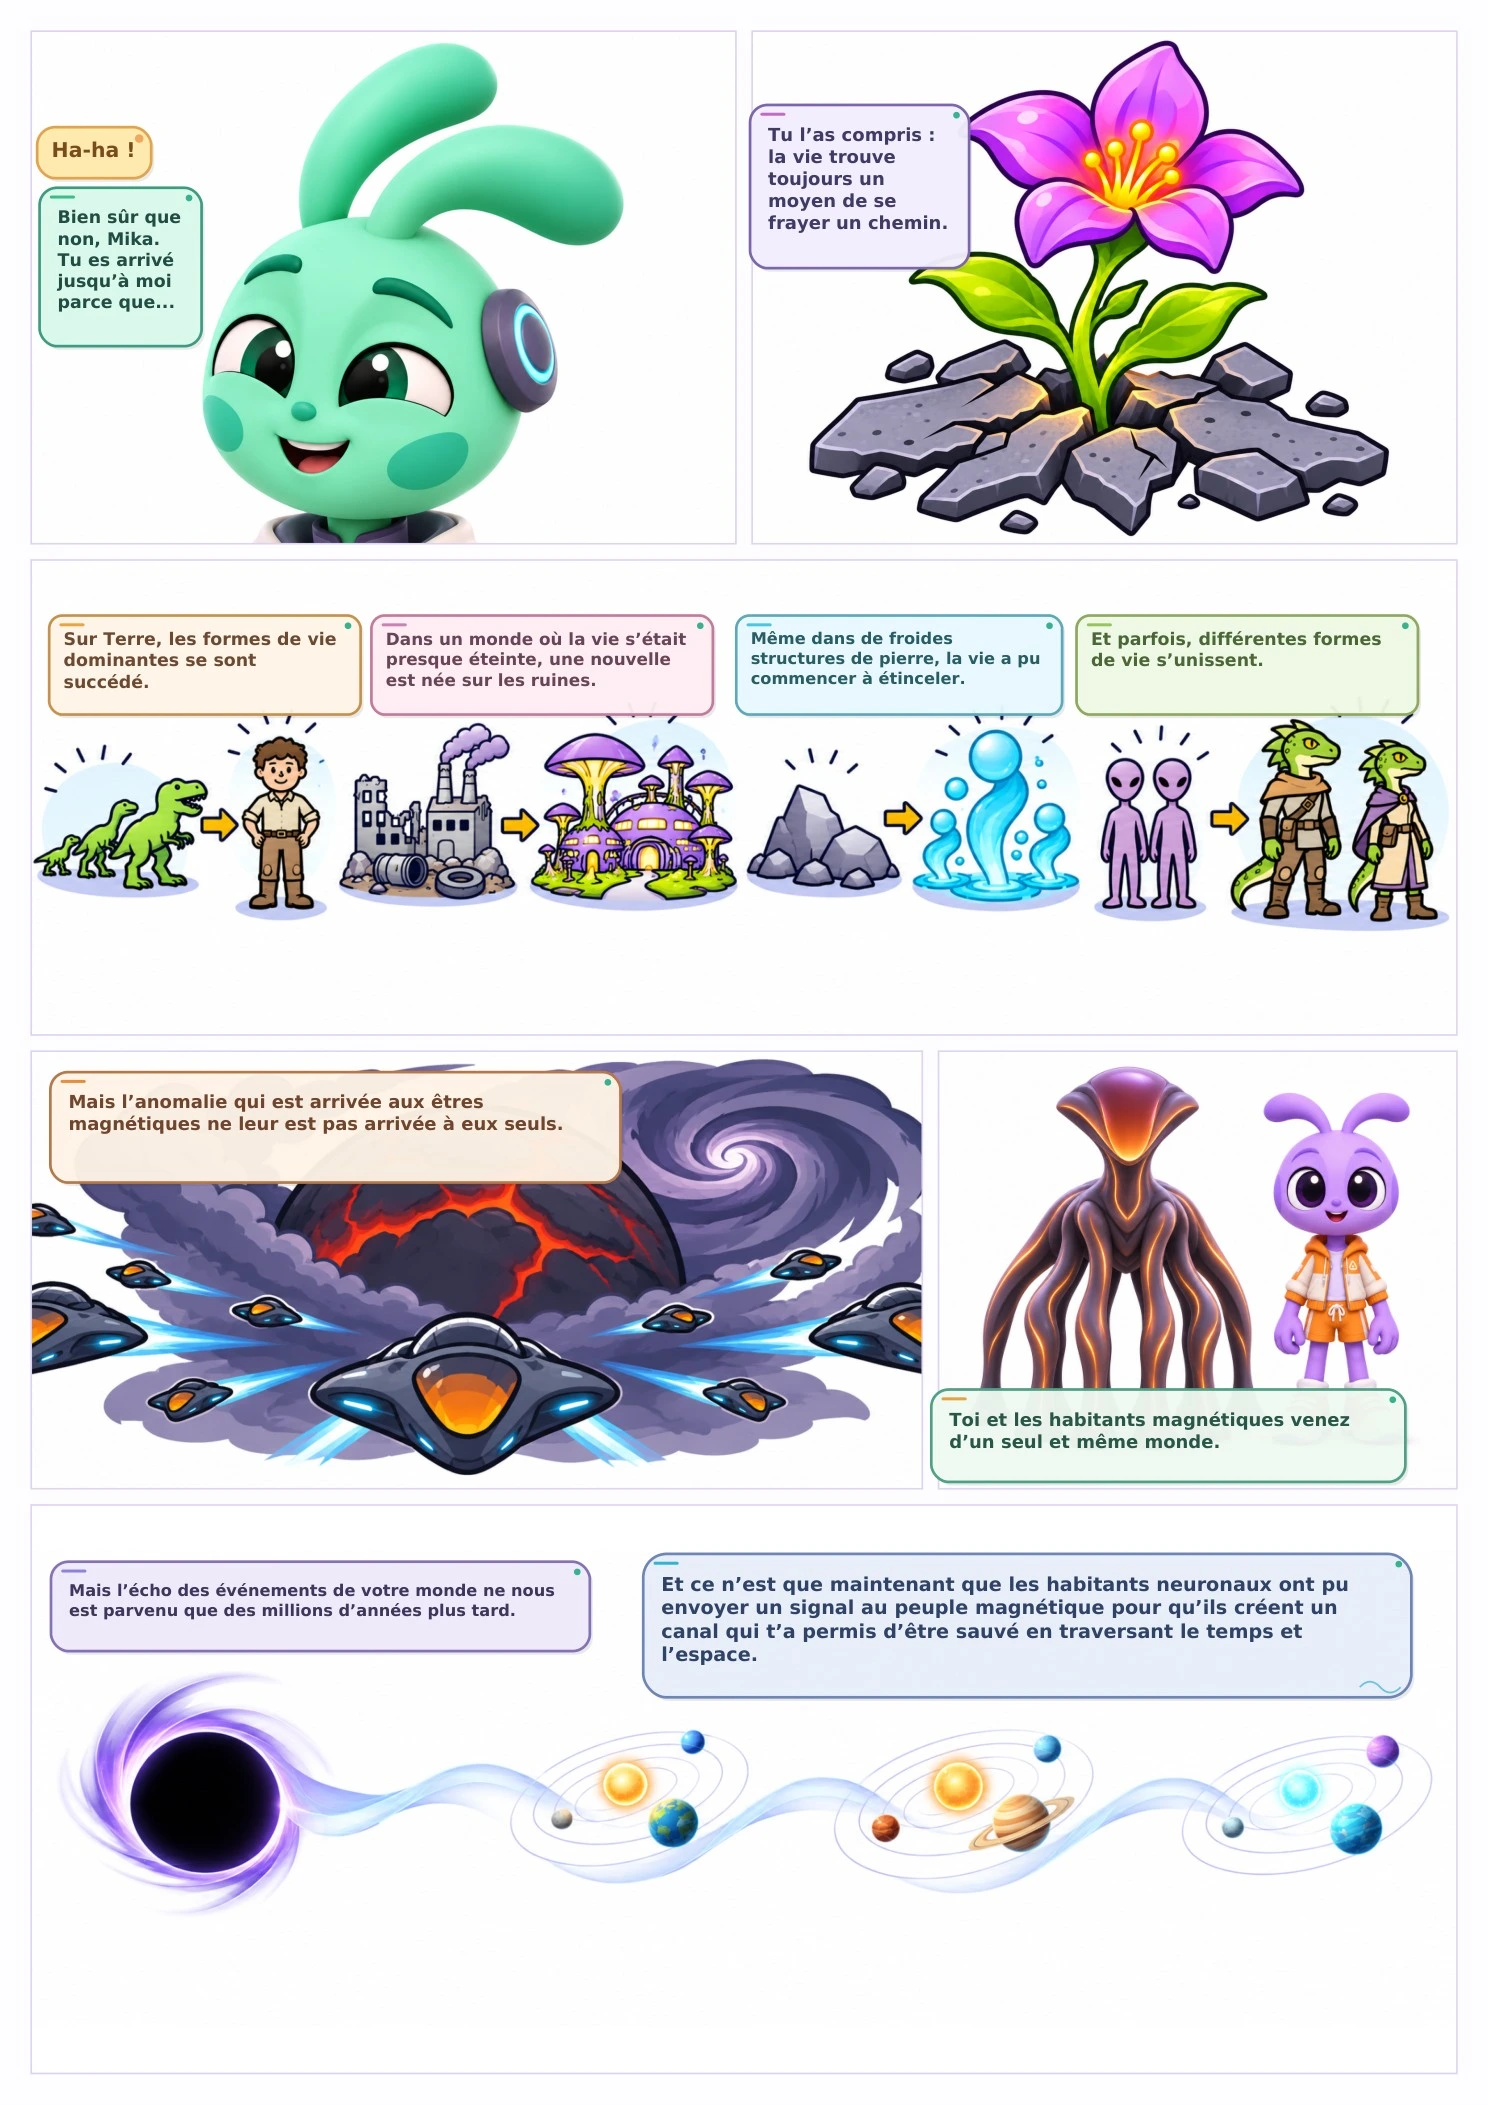 Ha-ha !
Bien sûr que
non, Mika.
Tu es arrivé
jusqu’à moi
parce que...
Tu l’as compris :
la vie trouve
toujours un
moyen de se
frayer un chemin.
Sur Terre, les formes de vie
dominantes se sont
succédé.
Dans un monde où la vie s’était
presque éteinte, une nouvelle
est née sur les ruines.
Même dans de froides
structures de pierre, la vie a pu
commencer à étinceler.
Et parfois, différentes formes
de vie s’unissent.
Mais l’anomalie qui est arrivée aux êtres
magnétiques ne leur est pas arrivée à eux seuls.
Toi et les habitants magnétiques venez
d’un seul et même monde.
Mais l’écho des événements de votre monde ne nous
est parvenu que des millions d’années plus tard.
Et ce n’est que maintenant que les habitants neuronaux ont pu
envoyer un signal au peuple magnétique pour qu’ils créent un
canal qui t’a permis d’être sauvé en traversant le temps et
l’espace.